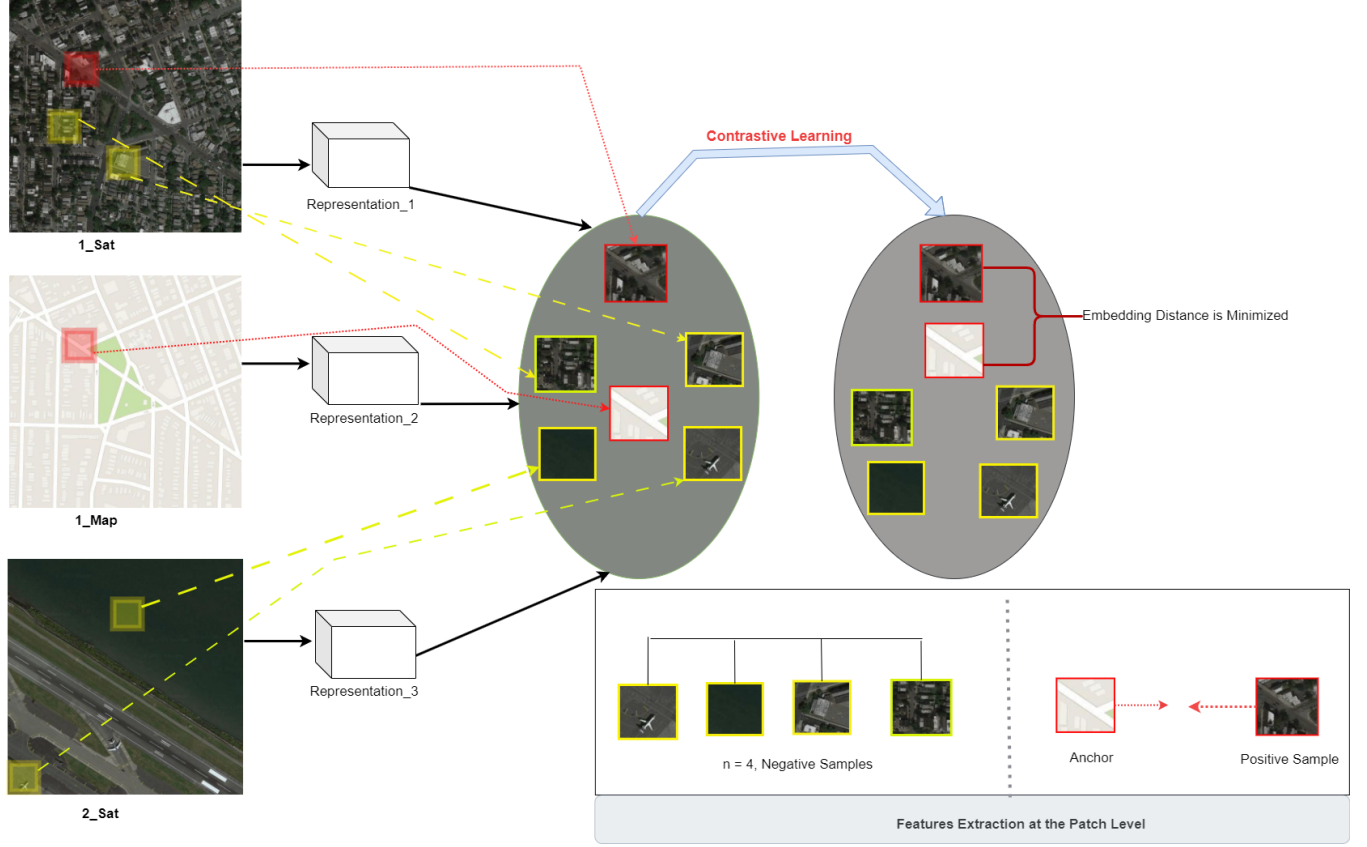 Contrastive Learning
Representation_1
1_Sat
Embedding Distance is Minimized
Representation_2
1_Map
Representation_3
2_Sat
n = 4, Negative Samples
Anchor
Positive Sample
Features Extraction at the Patch Level